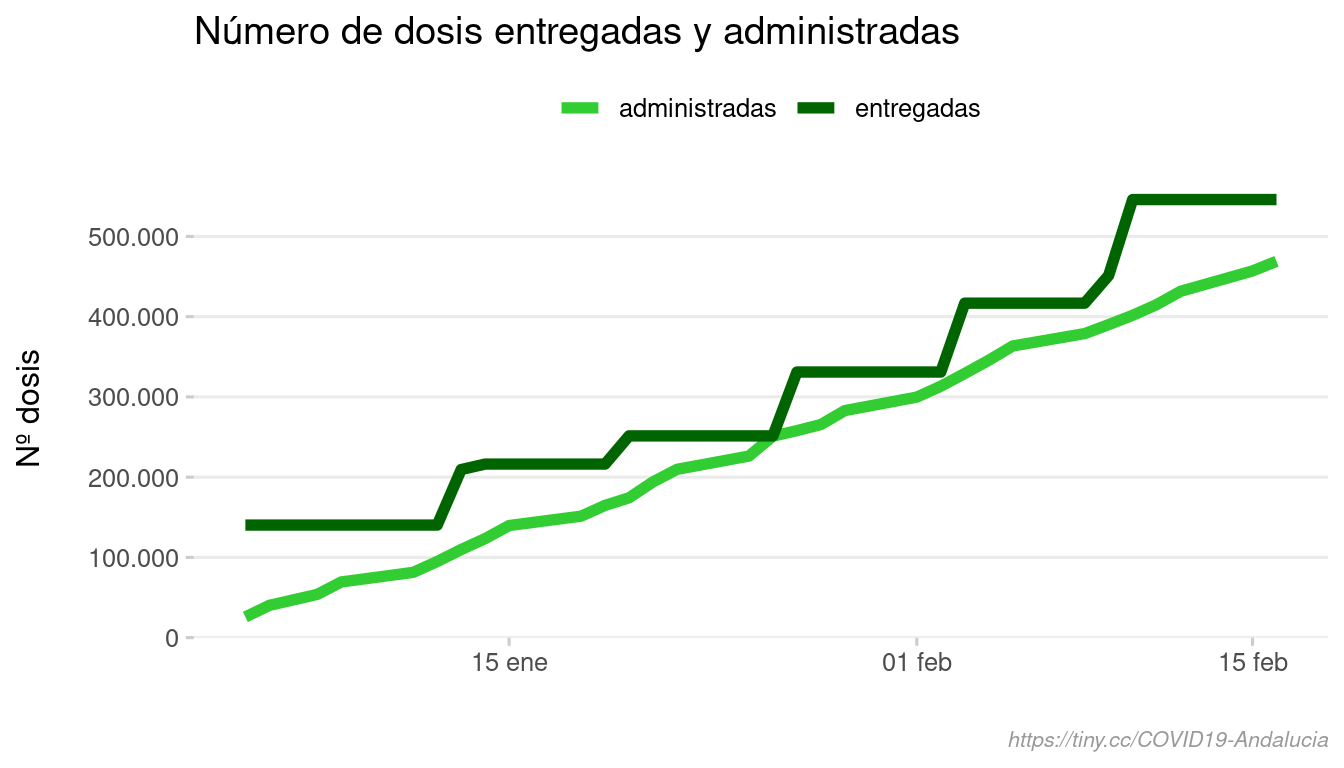 Número de dosis entregadas y administradas
administradas entregadas
Nº dosis
500.000
400.000
300.000
200.000
100.000
0
15 ene 01 feb 15 feb
https://tiny.cc/COVID19-Andalucia